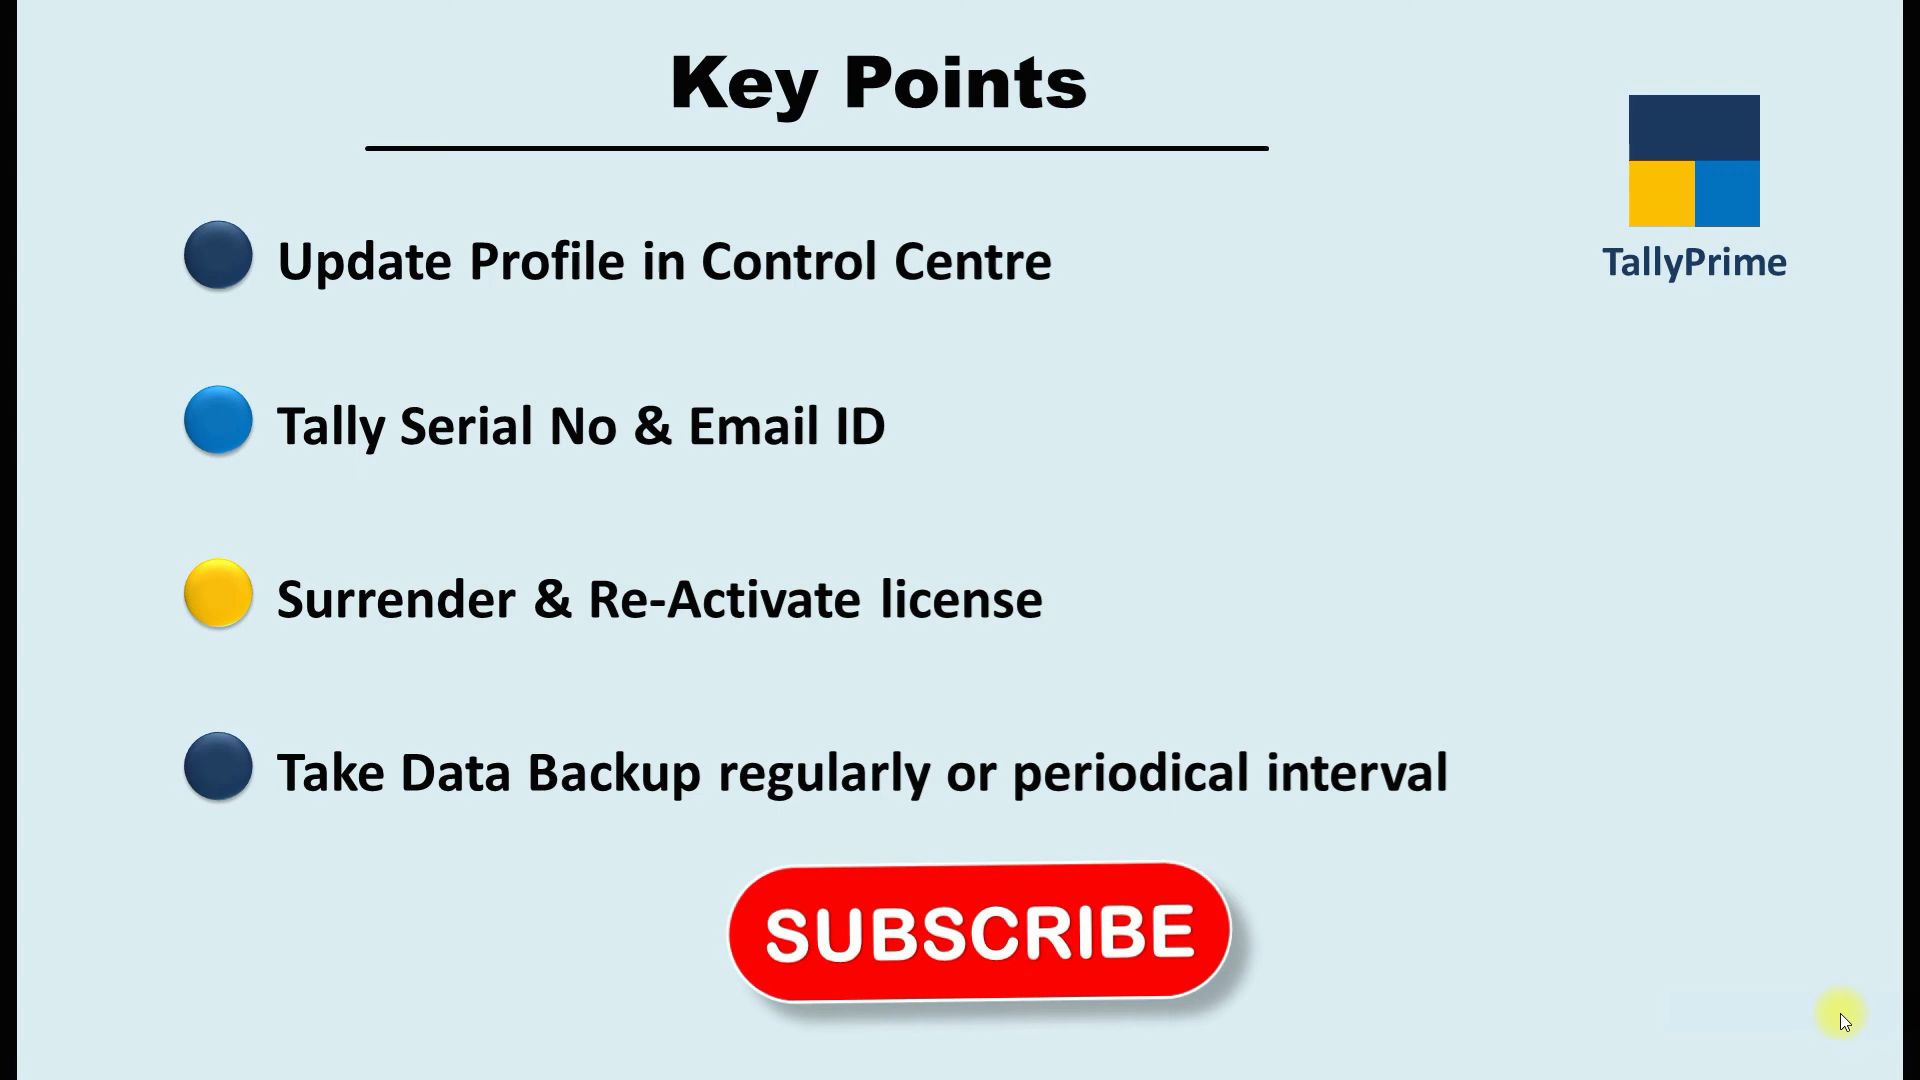 Key Points
TallyPrime
Update Profile in Control Centre
Tally Serial No & Email ID
Surrender & Re-Activate license
Take Data Backup regularly or periodical interval
SUBSCRIBE